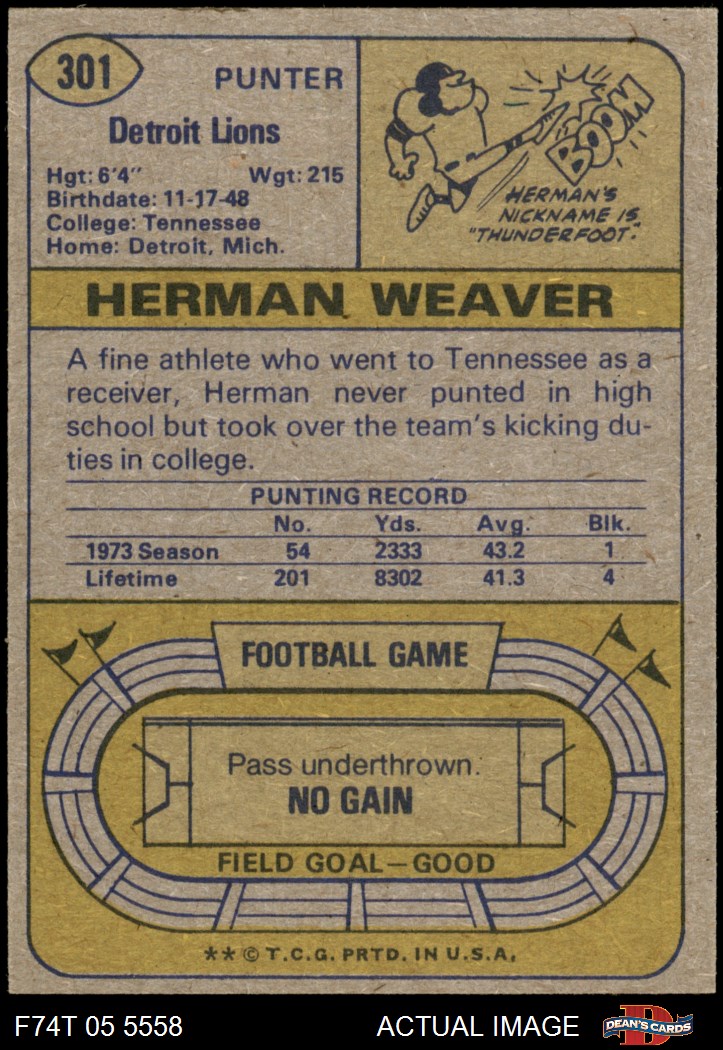 301
PUNTER
Detroit Lions
Hgt: 6'4" Wgt: 215
Birthdate: 11-17-48
College: Tennessee
Home: Detroit, Mich.
BOOM
HERMAN'S
NICKNAME IS
"THUNDERFOOT."
HERMAN WEAVER
A fine athlete who went to Tennessee as a
receiver, Herman never punted in high
school but took over the team's kicking du-
ties in college.
PUNTING RECORD
No. Yds. Avg. Blk.
1973 Season 54 2333 43.2 1
Lifetime 201 8302 41.3 4
FOOTBALL GAME
Pass underthrown.
NO GAIN
FIELD GOAL—GOOD
** © T.C.G. PRTD. IN U.S.A.
F74T 05 5558 ACTUAL IMAGE D DEAN'S CARDS